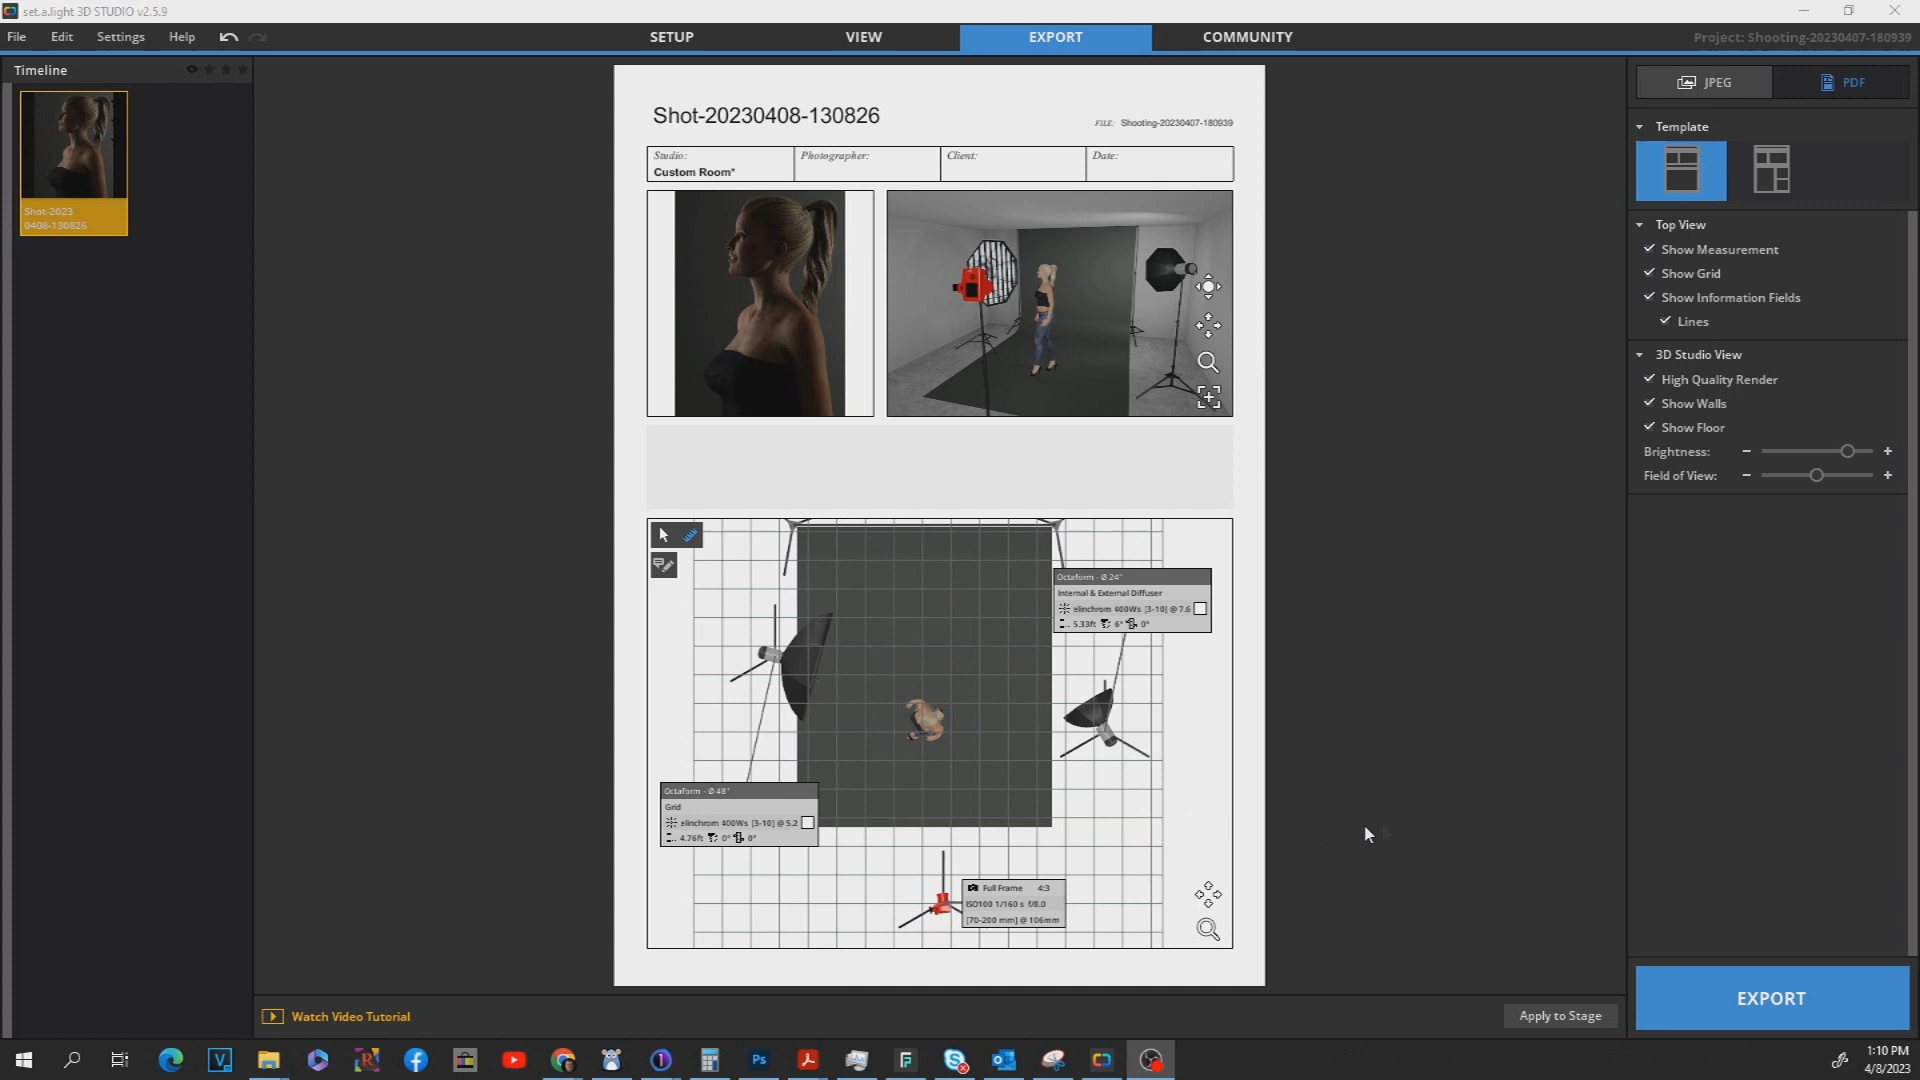 set.a.light 3D STUDIO v2.5.9
File Edit Settings Help
SETUP VIEW EXPORT COMMUNITY
Project: Shooting-20230407-180939
Timeline
Shot-2023
0408-130826
Shot-20230408-130826
FILE: Shooting-20230407-180939
Studio: Photographer: Client: Date:
Custom Room*
Octaform - Ø 24"
Internal & External Diffuser
elinchrom 400Ws [3-10] @ 7.6
5.33ft 6° 0°
Octaform - Ø 48"
Grid
elinchrom 400Ws [3-10] @ 5.2
4.76ft 0° 0°
Full Frame 4:3
ISO100 1/160 s f/8.0
[70-200 mm] @ 106mm
JPEG PDF
Template
Top View
Show Measurement
Show Grid
Show Information Fields
Lines
3D Studio View
High Quality Render
Show Walls
Show Floor
Brightness: - +
Field of View: - +
EXPORT
Watch Video Tutorial
Apply to Stage
1:10 PM
4/8/2023